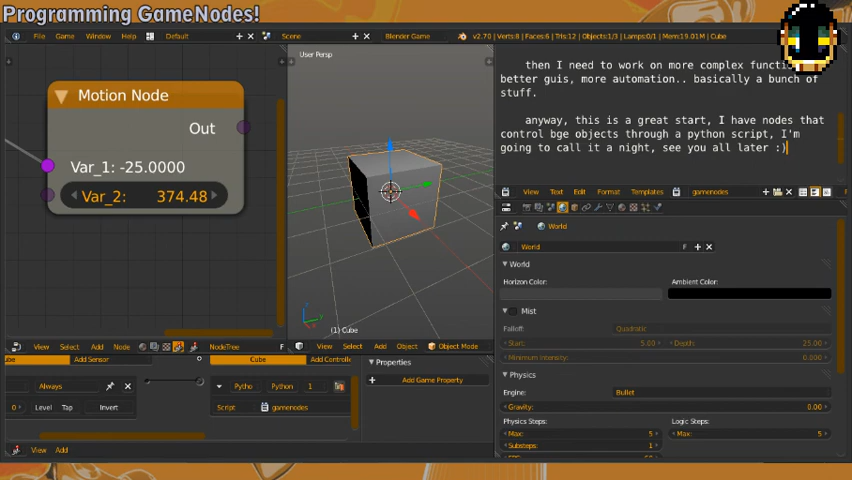 Programming GameNodes!
File Game Window Help Default Scene Blender Game v2.70 | Verts:8 | Faces:6 | Tris:12 | Objects:1/3 | Lamps:0/1 | Mem:19.01M | Cube
Motion Node
Out
Var_1: -25.0000
Var_2: 374.48
User Persp
(1) Cube
then I need to work on more complex
better guis, more automation.. basically a bunch of
stuff.
anyway, this is a great start, I have nodes that
control bge objects through a python script, I'm
going to call it a night, see you all later :)
View Text Edit Format Templates gamenodes
World
World F
World
Horizon Color: Ambient Color:
Mist
Falloff: Quadratic
Start: 5.00 Depth: 25.00
Minimum Intensity: 0.000
Physics
Engine: Bullet
Gravity: 0.00
Physics Steps: Logic Steps:
Max: 5 Max: 5
Substeps: 1
View Select Add Node NodeTree F
View Select Add Object Object Mode
Add Sensor Cube
Always Pytho Python 1
0 Level Tap Invert Script gamenodes
View Add
Properties
Add Game Property